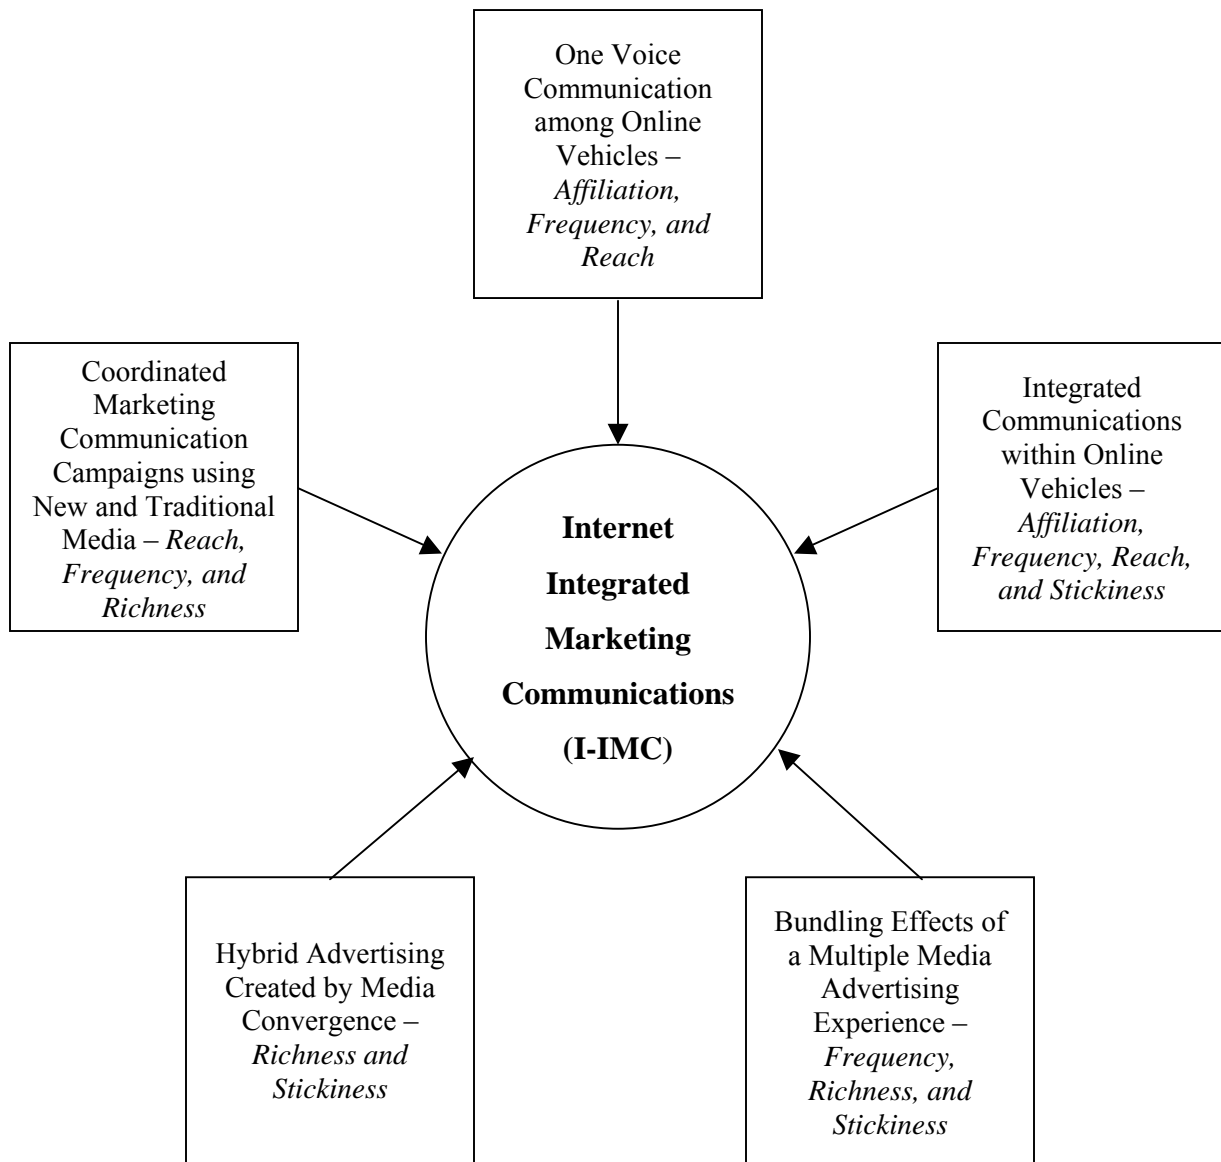 One Voice
Communication
among Online
Vehicles –
Affiliation,
Frequency, and
Reach
Coordinated
Marketing
Communication
Campaigns using
New and Traditional
Media – Reach,
Frequency, and
Richness
Integrated
Communications
within Online
Vehicles –
Affiliation,
Frequency, Reach,
and Stickiness
Internet
Integrated
Marketing
Communications
(I-IMC)
Hybrid Advertising
Created by Media
Convergence –
Richness and
Stickiness
Bundling Effects of
a Multiple Media
Advertising
Experience –
Frequency,
Richness, and
Stickiness